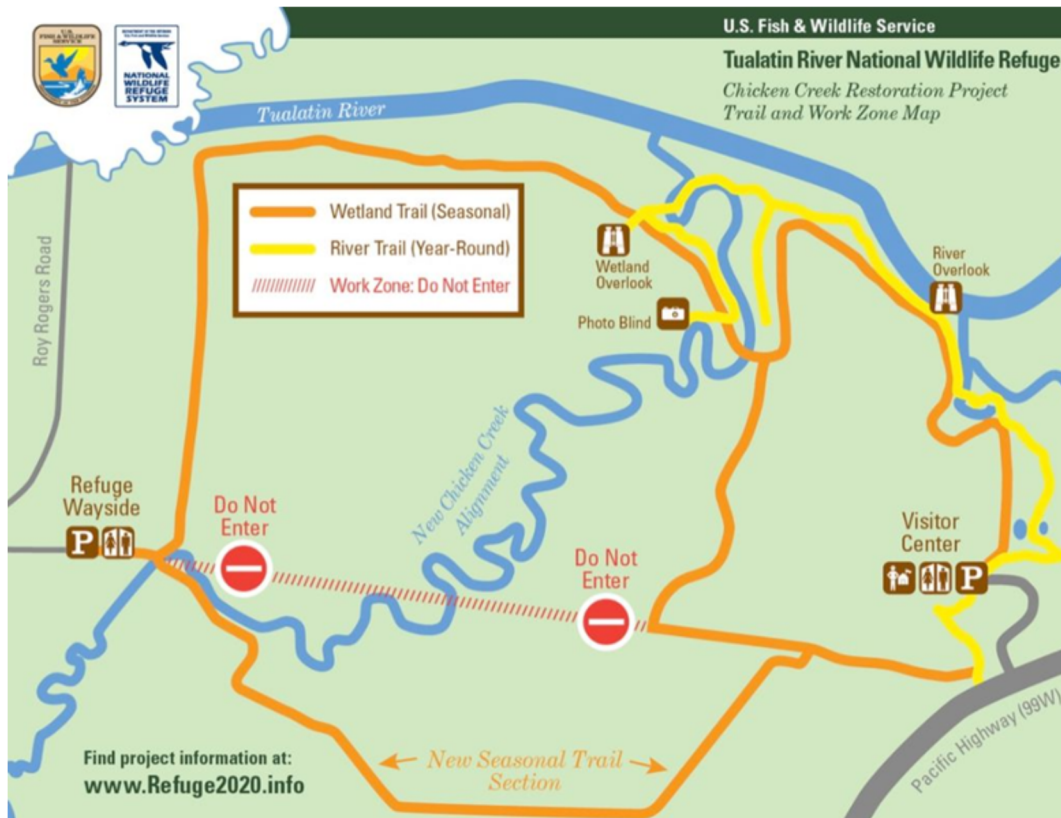 U.S.
FISH & WILDLIFE
SERVICE
NATIONAL
WILDLIFE
REFUGE
SYSTEM
U.S. Fish & Wildlife Service
Tualatin River National Wildlife Refuge
Chicken Creek Restoration Project
Trail and Work Zone Map
Tualatin River
Wetland Trail (Seasonal)
River Trail (Year-Round)
Work Zone: Do Not Enter
Roy Rogers Road
Wetland
Overlook
River
Overlook
Photo Blind
New Chicken Creek
Alignment
Refuge
Wayside
P
Do Not
Enter
Do Not
Enter
Visitor
Center
P
New Seasonal Trail
Section
Pacific Highway (99W)
Find project information at:
www.Refuge2020.info